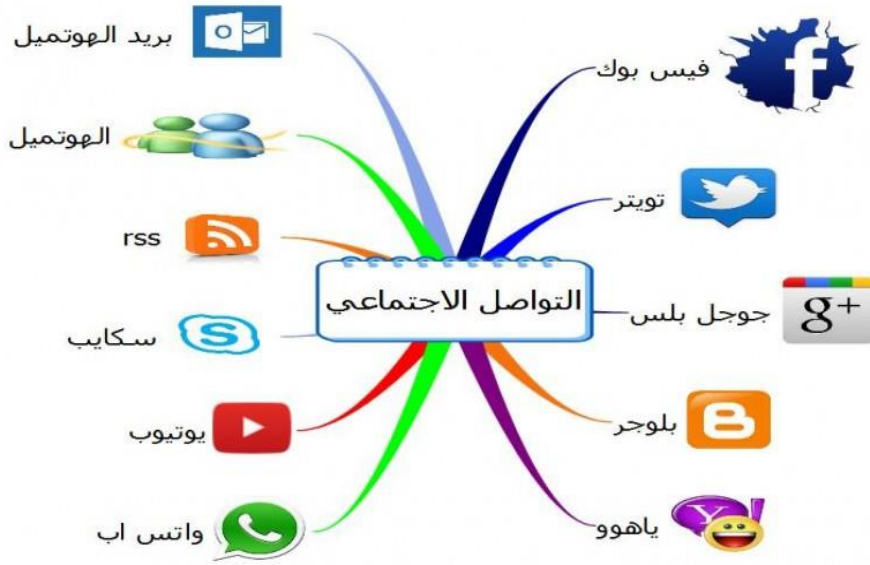 التواصل الاجتماعي
فيس بوك
تويتر
جوجل بلس
g+
بلوجر
ياهوو
Y!
بريد الهوتميل
الهوتميل
rss
سكايب
S
يوتيوب
واتس اب
f
B
O